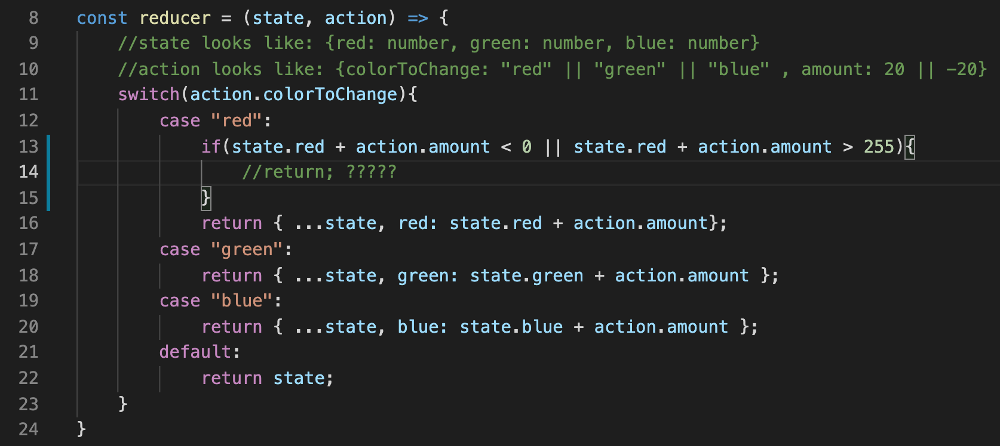 8 const reducer = (state, action) => {
9 //state looks like: {red: number, green: number, blue: number}
10 //action looks like: {colorToChange: "red" || "green" || "blue" , amount: 20 || -20}
11 switch(action.colorToChange){
12 case "red":
13 if(state.red + action.amount < 0 || state.red + action.amount > 255){
14 //return; ?????
15 }
16 return { ...state, red: state.red + action.amount};
17 case "green":
18 return { ...state, green: state.green + action.amount };
19 case "blue":
20 return { ...state, blue: state.blue + action.amount };
21 default:
22 return state;
23 }
24 }